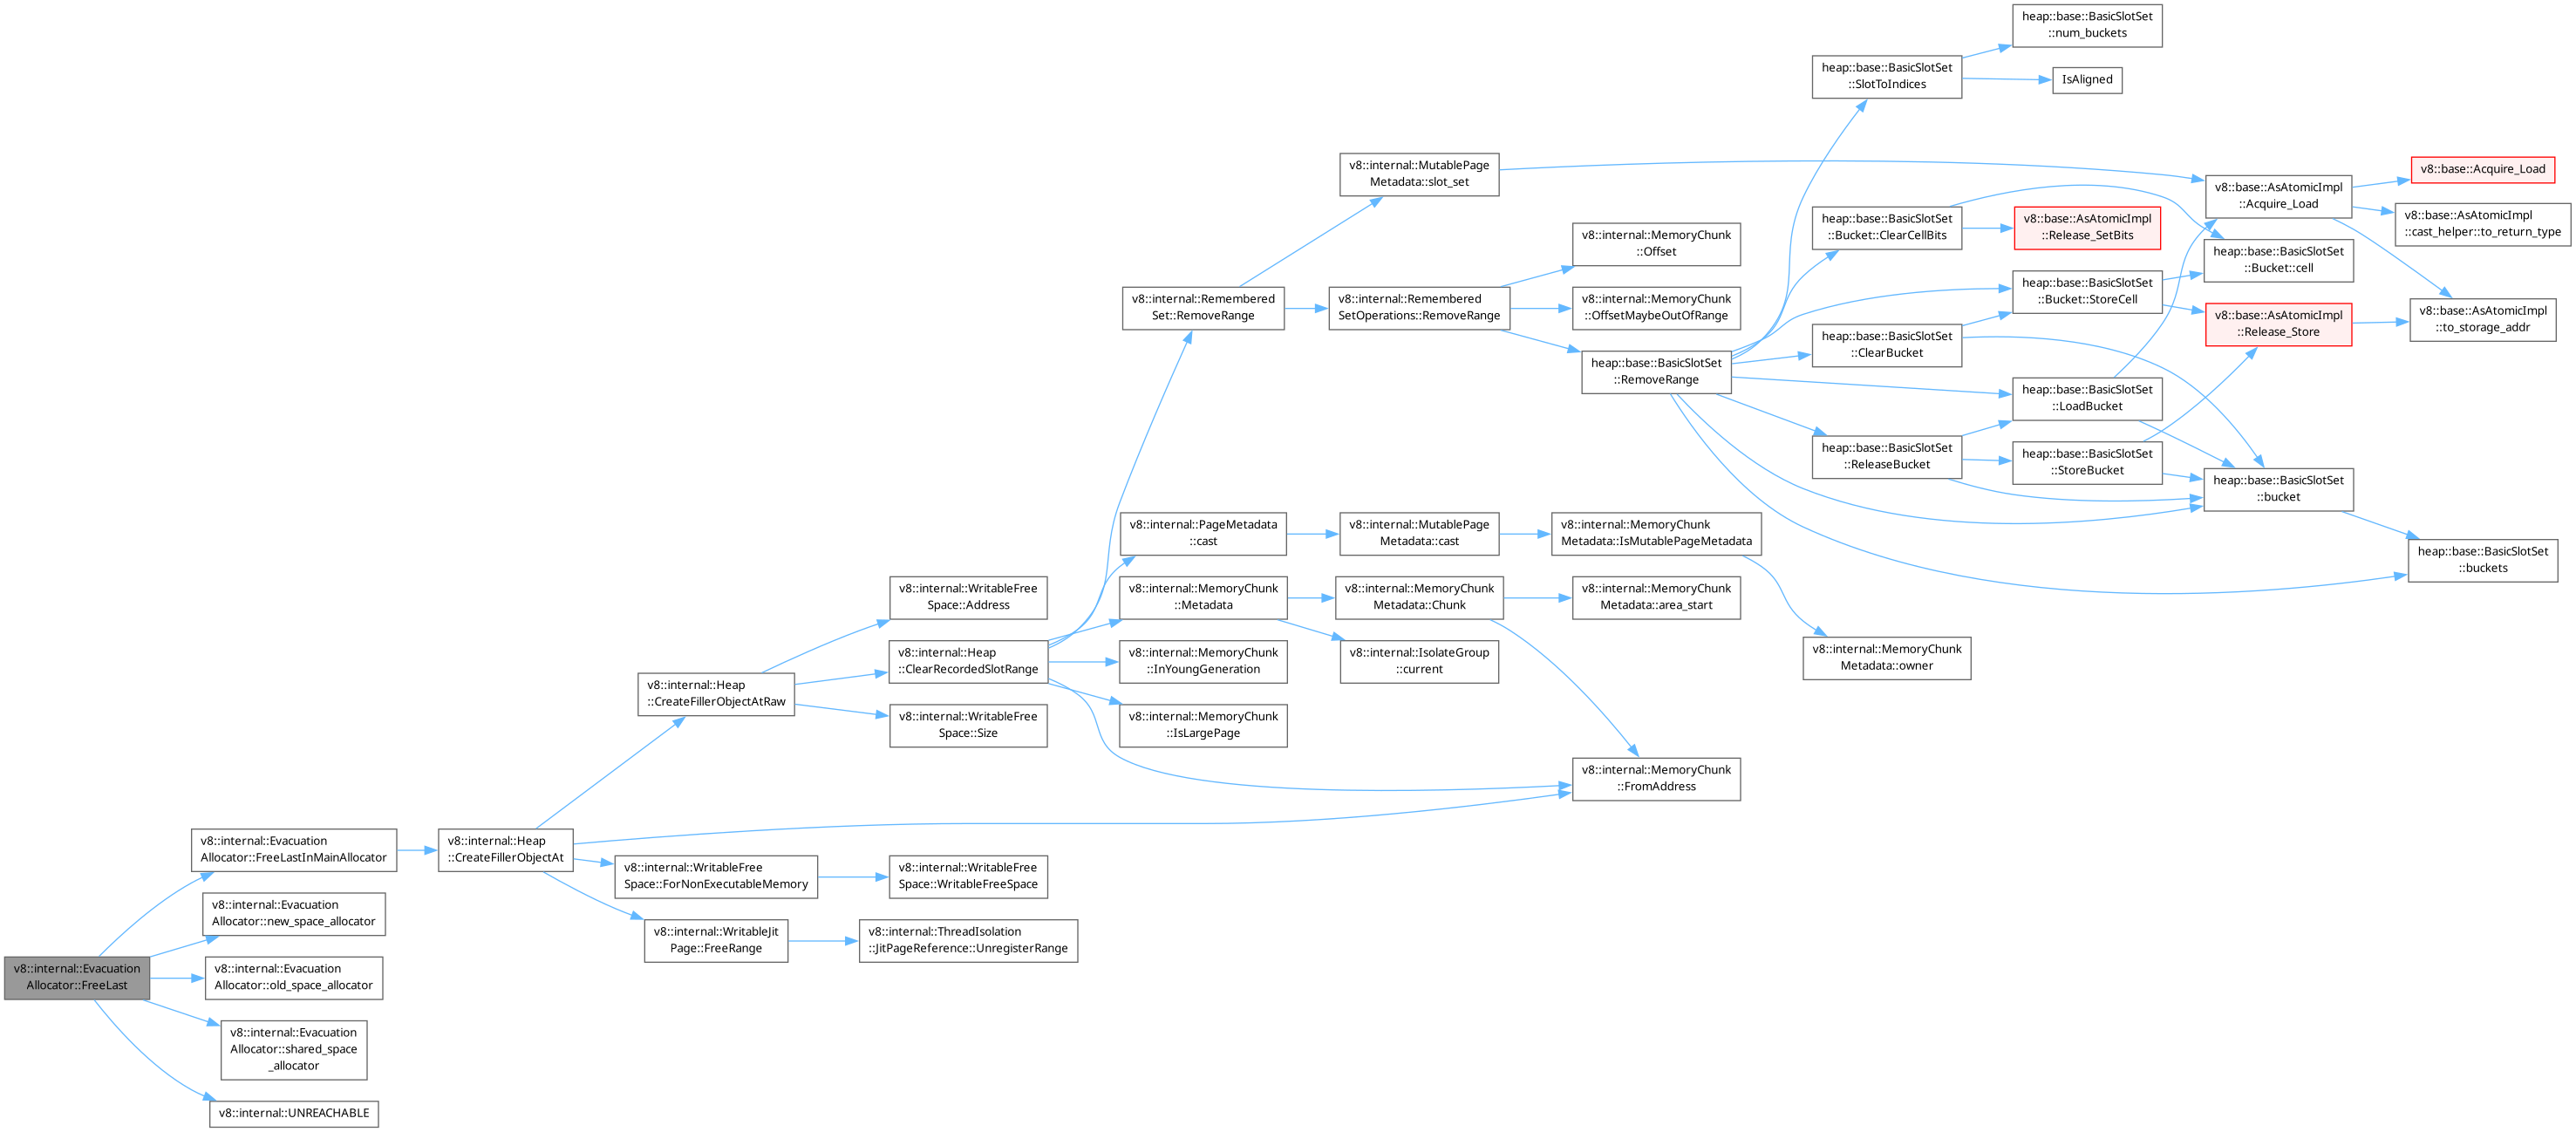 v8::internal::Evacuation
Allocator::FreeLast
v8::internal::Evacuation
Allocator::FreeLastInMainAllocator
v8::internal::Evacuation
Allocator::new_space_allocator
v8::internal::Evacuation
Allocator::old_space_allocator
v8::internal::Evacuation
Allocator::shared_space
_allocator
v8::internal::UNREACHABLE
v8::internal::Heap
::CreateFillerObjectAt
v8::internal::Heap
::CreateFillerObjectAtRaw
v8::internal::WritableFree
Space::ForNonExecutableMemory
v8::internal::WritableJit
Page::FreeRange
v8::internal::WritableFree
Space::Address
v8::internal::Heap
::ClearRecordedSlotRange
v8::internal::WritableFree
Space::Size
v8::internal::WritableFree
Space::WritableFreeSpace
v8::internal::ThreadIsolation
::JitPageReference::UnregisterRange
v8::internal::Remembered
Set::RemoveRange
v8::internal::PageMetadata
::cast
v8::internal::MemoryChunk
::Metadata
v8::internal::MemoryChunk
::InYoungGeneration
v8::internal::MemoryChunk
::IsLargePage
v8::internal::MutablePage
Metadata::slot_set
v8::internal::Remembered
SetOperations::RemoveRange
v8::internal::MutablePage
Metadata::cast
v8::internal::MemoryChunk
Metadata::Chunk
v8::internal::IsolateGroup
::current
v8::internal::MemoryChunk
::Offset
v8::internal::MemoryChunk
::OffsetMaybeOutOfRange
heap::base::BasicSlotSet
::RemoveRange
v8::internal::MemoryChunk
Metadata::IsMutablePageMetadata
v8::internal::MemoryChunk
Metadata::area_start
v8::internal::MemoryChunk
::FromAddress
heap::base::BasicSlotSet
::SlotToIndices
heap::base::BasicSlotSet
::Bucket::ClearCellBits
heap::base::BasicSlotSet
::ClearBucket
heap::base::BasicSlotSet
::ReleaseBucket
v8::internal::MemoryChunk
Metadata::owner
heap::base::BasicSlotSet
::num_buckets
IsAligned
v8::base::AsAtomicImpl
::Release_SetBits
heap::base::BasicSlotSet
::Bucket::StoreCell
heap::base::BasicSlotSet
::LoadBucket
heap::base::BasicSlotSet
::StoreBucket
v8::base::AsAtomicImpl
::Acquire_Load
heap::base::BasicSlotSet
::Bucket::cell
v8::base::AsAtomicImpl
::Release_Store
heap::base::BasicSlotSet
::bucket
v8::base::Acquire_Load
v8::base::AsAtomicImpl
::cast_helper::to_return_type
v8::base::AsAtomicImpl
::to_storage_addr
heap::base::BasicSlotSet
::buckets